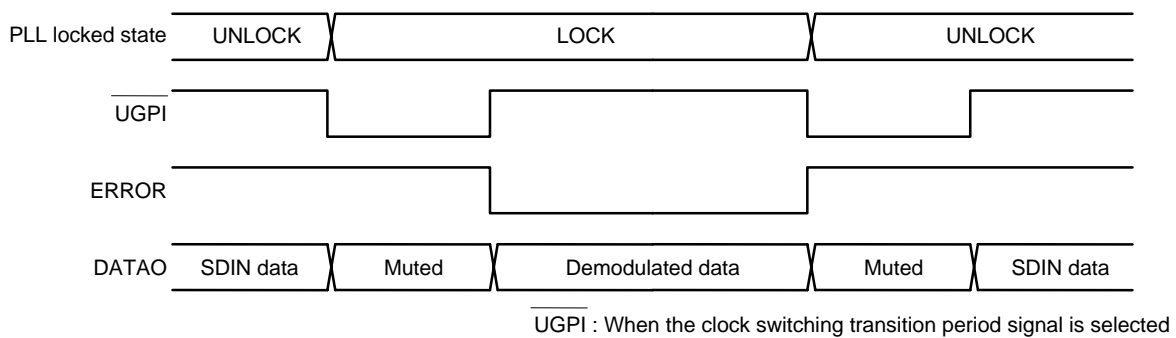 PLL locked state UNLOCK LOCK UNLOCK
UGPI
ERROR
DATAO SDIN data Muted Demodulated data Muted SDIN data
UGPI : When the clock switching transition period signal is selected